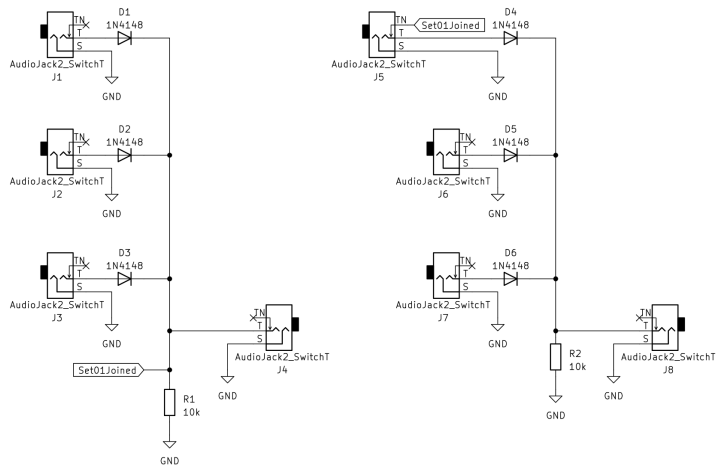 D1
1N4148
TN
T
S
AudioJack2_SwitchT
J1
GND
D2
1N4148
TN
T
S
AudioJack2_SwitchT
J2
GND
D3
1N4148
TN
T
S
AudioJack2_SwitchT
J3
GND
TN
T
S
AudioJack2_SwitchT
J4
GND
Set01Joined
R1
10k
GND
TN
T
S
Set01Joined
D4
1N4148
AudioJack2_SwitchT
J5
GND
D5
1N4148
TN
T
S
AudioJack2_SwitchT
J6
GND
D6
1N4148
TN
T
S
AudioJack2_SwitchT
J7
GND
TN
T
S
AudioJack2_SwitchT
J8
GND
R2
10k
GND